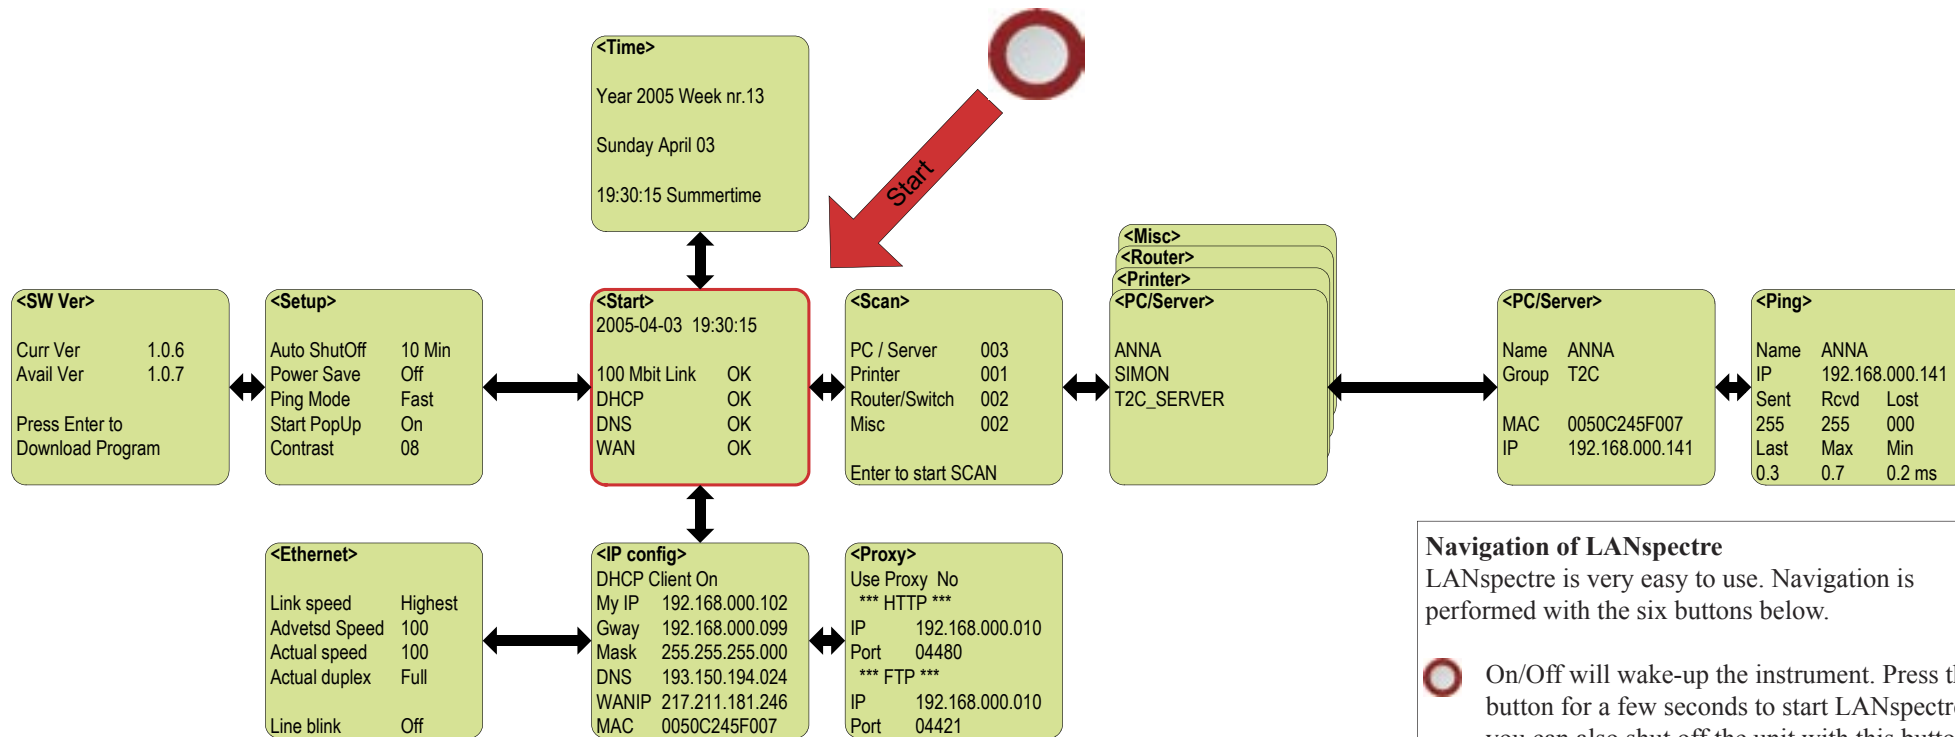 <Time>
Year 2005 Week nr.13
Sunday April 03
19:30:15 Summertime
Start
<SW Ver>
Curr Ver 1.0.6
Avail Ver 1.0.7
Press Enter to
Download Program
<Setup>
Auto ShutOff 10 Min
Power Save Off
Ping Mode Fast
Start PopUp On
Contrast 08
<Start>
2005-04-03 19:30:15
100 Mbit Link OK
DHCP OK
DNS OK
WAN OK
<Scan>
PC / Server 003
Printer 001
Router/Switch 002
Misc 002
Enter to start SCAN
<Misc>
<Router>
<Printer>
<PC/Server>
ANNA
SIMON
T2C_SERVER
<PC/Server>
Name ANNA
Group T2C
MAC 0050C245F007
IP 192.168.000.141
<Ping>
Name ANNA
IP 192.168.000.141
Sent Rcvd Lost
255 255 000
Last Max Min
0.3 0.7 0.2 ms
<Ethernet>
Link speed Highest
Advetsd Speed 100
Actual speed 100
Actual duplex Full
Line blink Off
<IP config>
DHCP Client On
My IP 192.168.000.102
Gway 192.168.000.099
Mask 255.255.255.000
DNS 193.150.194.024
WANIP 217.211.181.246
MAC 0050C245F007
<Proxy>
Use Proxy No
*** HTTP ***
IP 192.168.000.010
Port 04480
*** FTP ***
IP 192.168.000.010
Port 04421
Navigation of LANspectre
LANspectre is very easy to use. Navigation is
performed with the six buttons below.
On/Off will wake-up the instrument. Press
button for a few seconds to start LANspectre
you can also shut off the unit with this